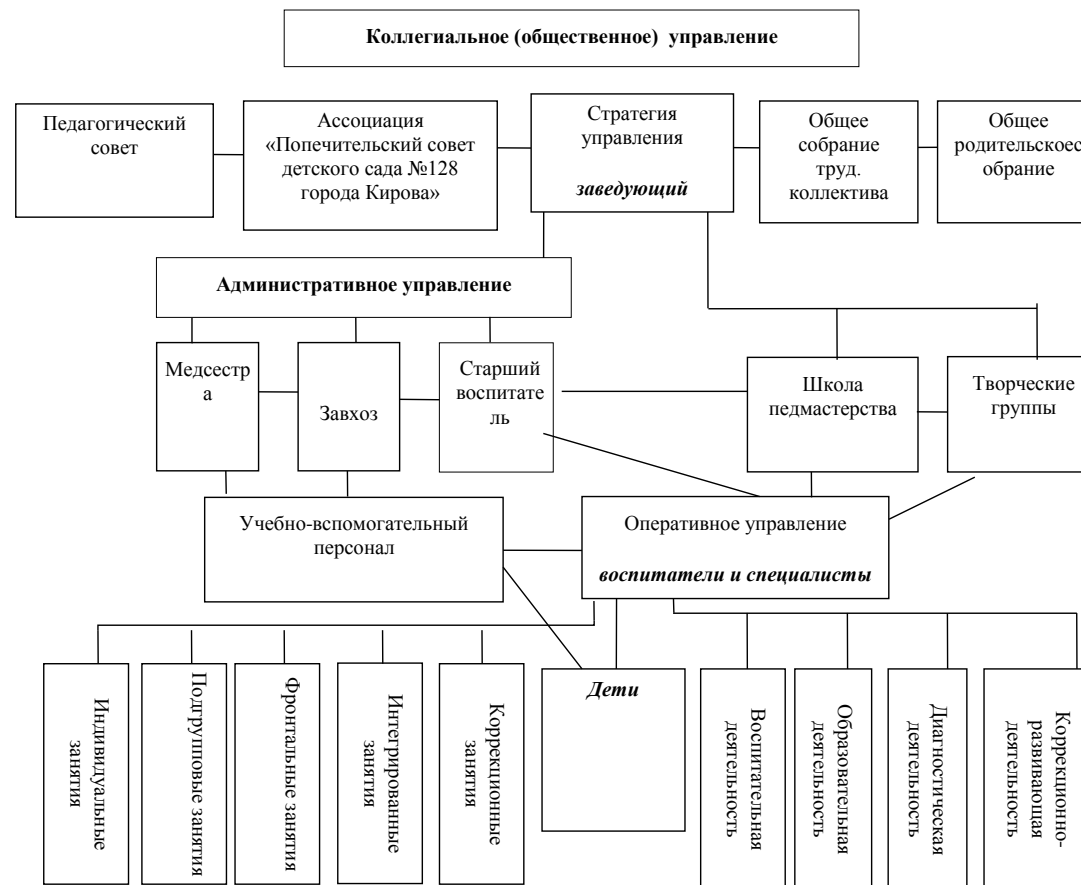 Коллегиальное (общественное) управление
Педагогический
совет
Ассоциация
«Попечительский совет
детского сада №128
города Кирова»
Стратегия
управления
заведующий
Общее
собрание
труд.
коллектива
Общее
родительскоес
обрание
Административное управление
Медсестр
а
Завхоз
Старший
воспитате
ль
Школа
педмастерства
Творческие
группы
Учебно-вспомогательный
персонал
Оперативное управление
воспитатели и специалисты
Индивидуальные
занятия
Подгрупповые занятия
Фронтальные занятия
Интегрированные
занятия
Коррекционные
занятия
Дети
Воспитательная
деятельность
Образовательная
деятельность
Диагностическая
деятельность
Коррекционно-
развивающая
деятельность